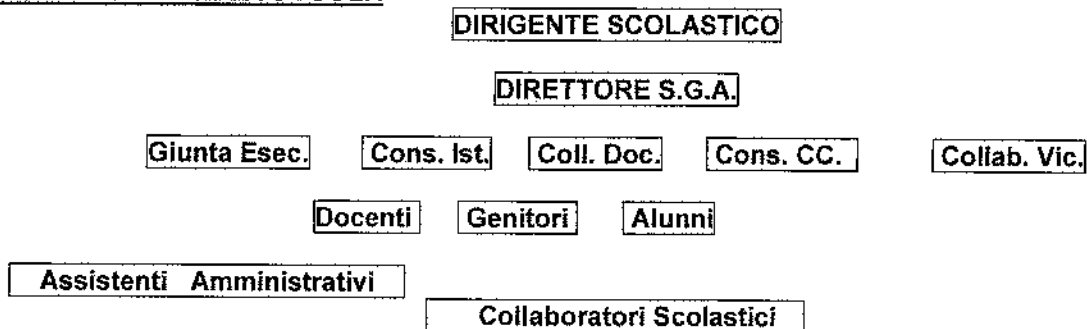 DIRIGENTE SCOLASTICO
DIRETTORE S.G.A.
Giunta Esec. Cons. Ist. Coll. Doc. Cons. CC. Collab. Vic.
Docenti Genitori Alunni
Assistenti Amministrativi
Collaboratori Scolastici